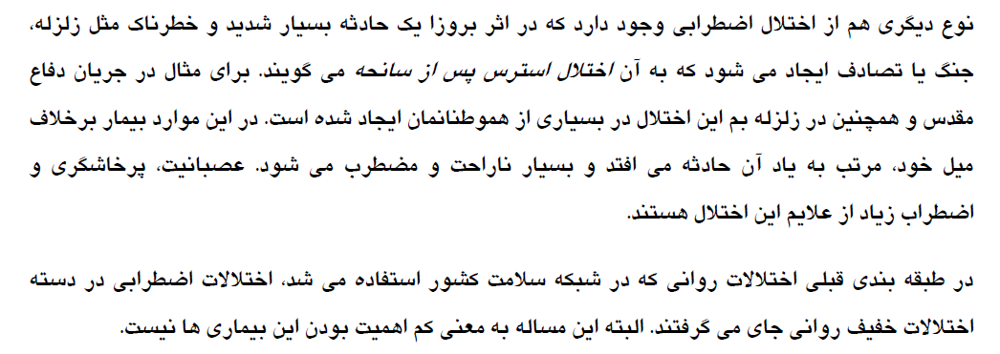 نوع دیگری هم از اختلال اضطرابی وجود دارد که در اثر بروزا یک حادثه بسیار شدید و خطرناک مثل زلزله،
جنگ یا تصادف ایجاد می شود که به آن اختلال استرس پس از سانحه می گویند. برای مثال در جریان دفاع
مقدس و همچنین در زلزله بم این اختلال در بسیاری از هموطنانمان ایجاد شده است. در این موارد بیمار برخلاف
میل خود، مرتب به یاد آن حادثه می افتد و بسیار ناراحت و مضطرب می شود. عصبانیت، پرخاشگری و
اضطراب زیاد از علایم این اختلال هستند.
در طبقه بندی قبلی اختلالات روانی که در شبکه سلامت کشور استفاده می شد، اختلالات اضطرابی در دسته
اختلالات خفیف روانی جای می گرفتند. البته این مساله به معنی کم اهمیت بودن این بیماری ها نیست.